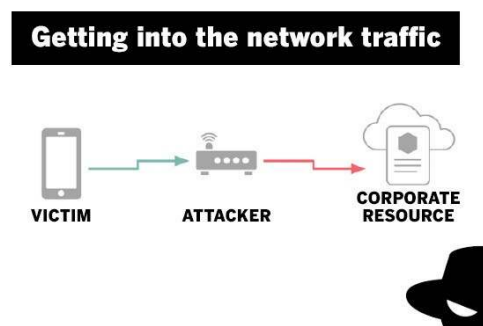 Getting into the network traffic
VICTIM
ATTACKER
CORPORATE
RESOURCE